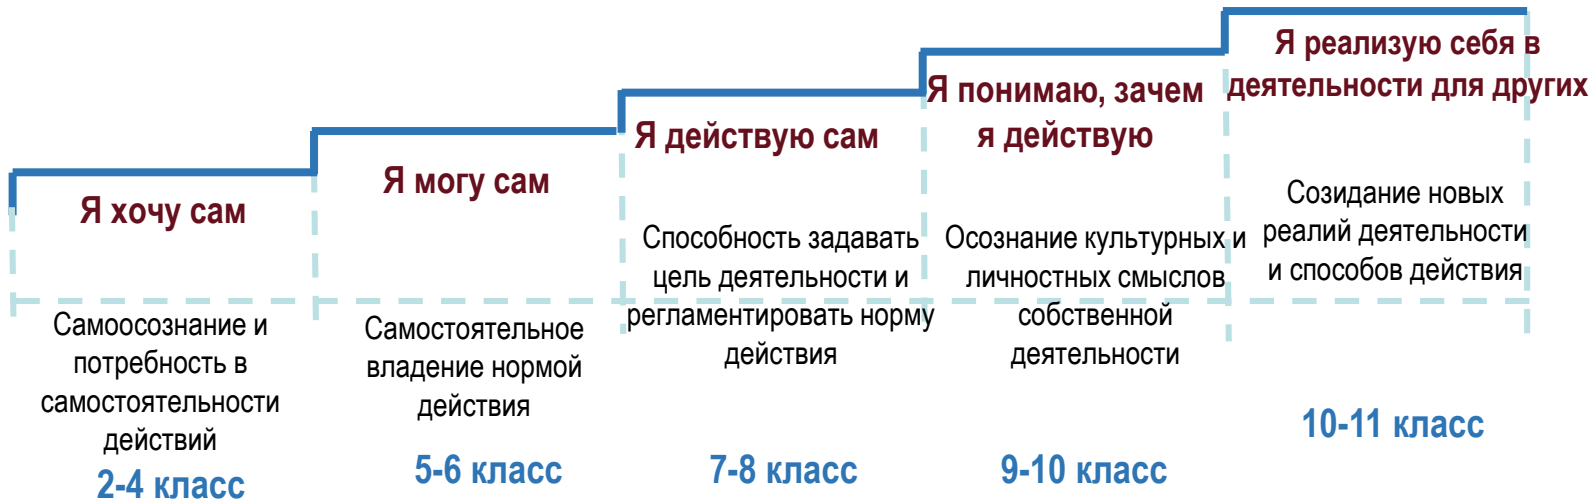 Я хочу сам
Самоосознание и
потребность в
самостоятельности
действий
2-4 класс
Я могу сам
Самостоятельное
владение нормой
действия
5-6 класс
Я действую сам
Способность задавать
цель деятельности и
регламентировать норму
действия
7-8 класс
Я понимаю, зачем
я действую
Осознание культурных и
личностных смыслов
собственной
деятельности
9-10 класс
Я реализую себя в
деятельности для других
Созидание новых
реалий деятельности
и способов действия
10-11 класс